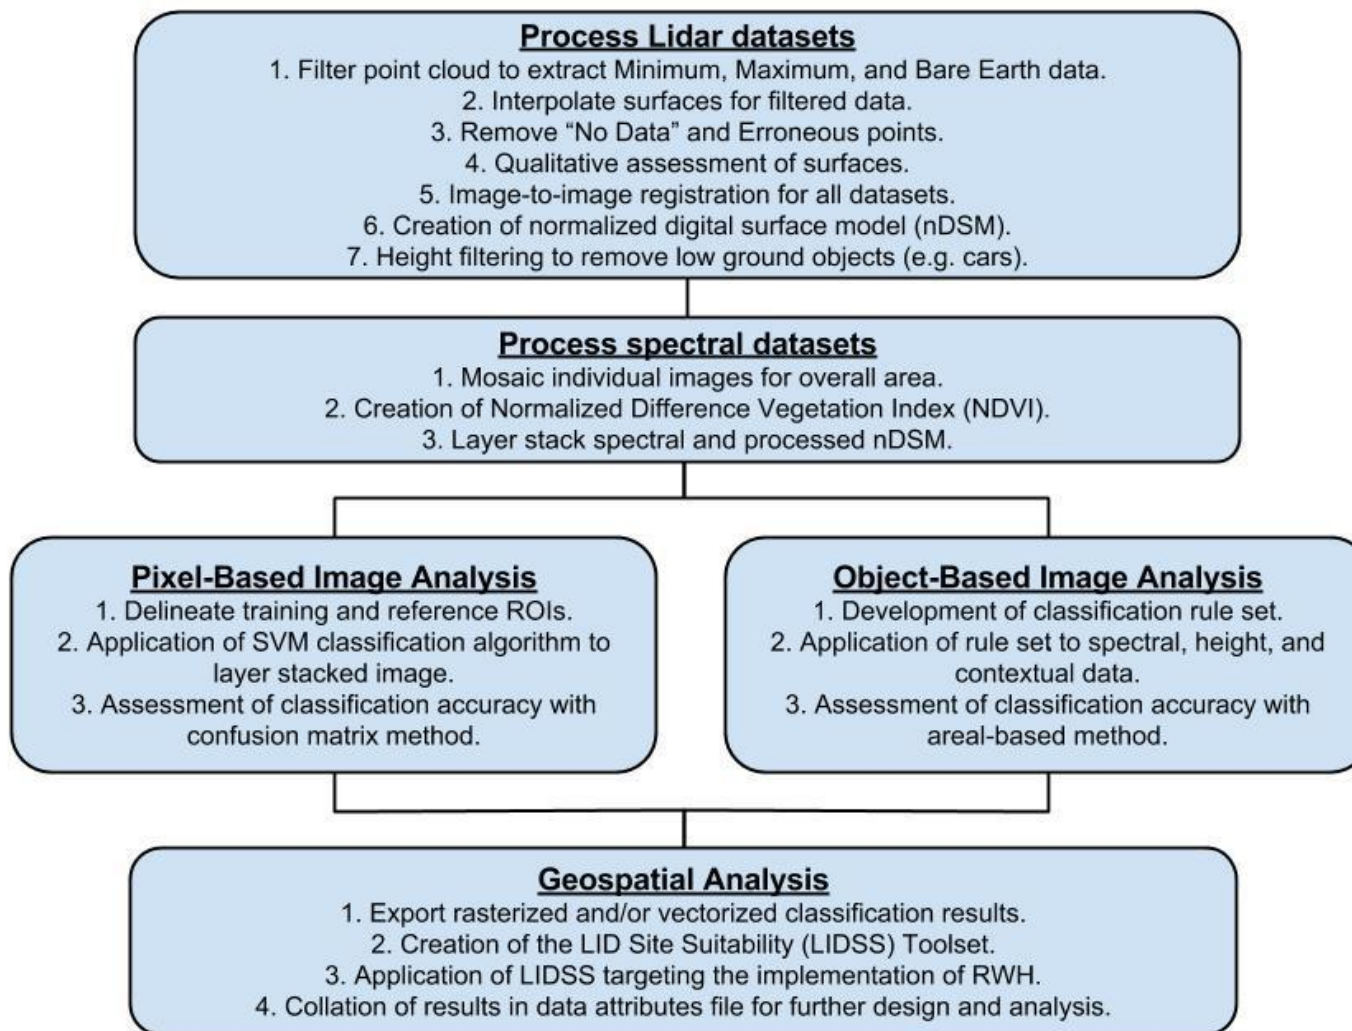 Process Lidar datasets
1. Filter point cloud to extract Minimum, Maximum, and Bare Earth data.
2. Interpolate surfaces for filtered data.
3. Remove “No Data” and Erroneous points.
4. Qualitative assessment of surfaces.
5. Image-to-image registration for all datasets.
6. Creation of normalized digital surface model (nDSM).
7. Height filtering to remove low ground objects (e.g. cars).
Process spectral datasets
1. Mosaic individual images for overall area.
2. Creation of Normalized Difference Vegetation Index (NDVI).
3. Layer stack spectral and processed nDSM.
Pixel-Based Image Analysis
1. Delineate training and reference ROIs.
2. Application of SVM classification algorithm to
layer stacked image.
3. Assessment of classification accuracy with
confusion matrix method.
Object-Based Image Analysis
1. Development of classification rule set.
2. Application of rule set to spectral, height, and
contextual data.
3. Assessment of classification accuracy with
areal-based method.
Geospatial Analysis
1. Export rasterized and/or vectorized classification results.
2. Creation of the LID Site Suitability (LIDSS) Toolset.
3. Application of LIDSS targeting the implementation of RWH.
4. Collation of results in data attributes file for further design and analysis.